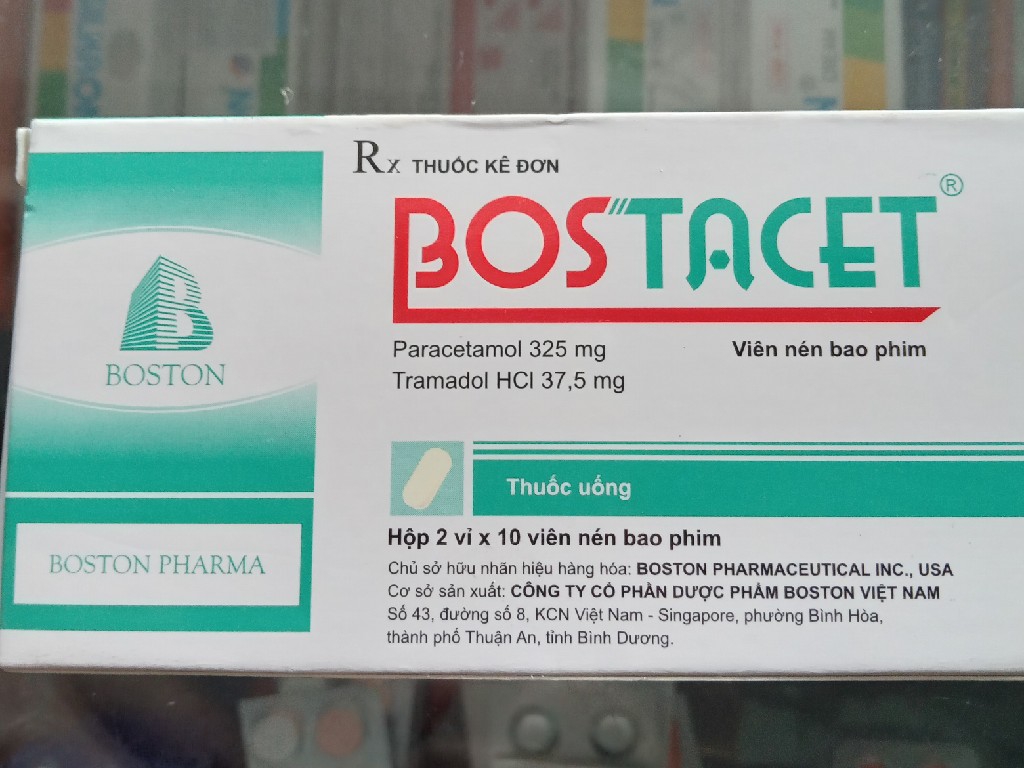 Rx THUỐC KÊ ĐƠN
BOSTACET®
Paracetamol 325 mg
Viên nén bao phim
Tramadol HCl 37,5 mg
B
BOSTON
Thuốc uống
BOSTON PHARMA
Hộp 2 vỉ x 10 viên nén bao phim
Chủ sở hữu nhãn hiệu hàng hóa: BOSTON PHARMACEUTICAL INC., USA
Cơ sở sản xuất: CÔNG TY CỔ PHẦN DƯỢC PHẨM BOSTON VIỆT NAM
Số 43, đường số 8, KCN Việt Nam - Singapore, phường Bình Hòa,
thành phố Thuận An, tỉnh Bình Dương.